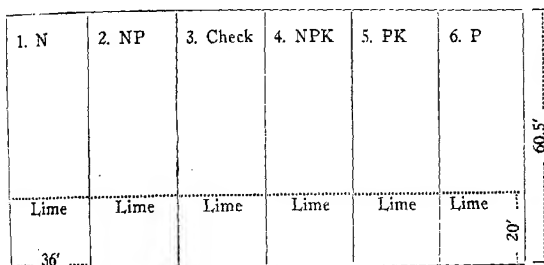 1. N 2. NP 3. Check 4. NPK 5. PK 6. P
60.5'
Lime Lime Lime Lime Lime Lime
20'
36'